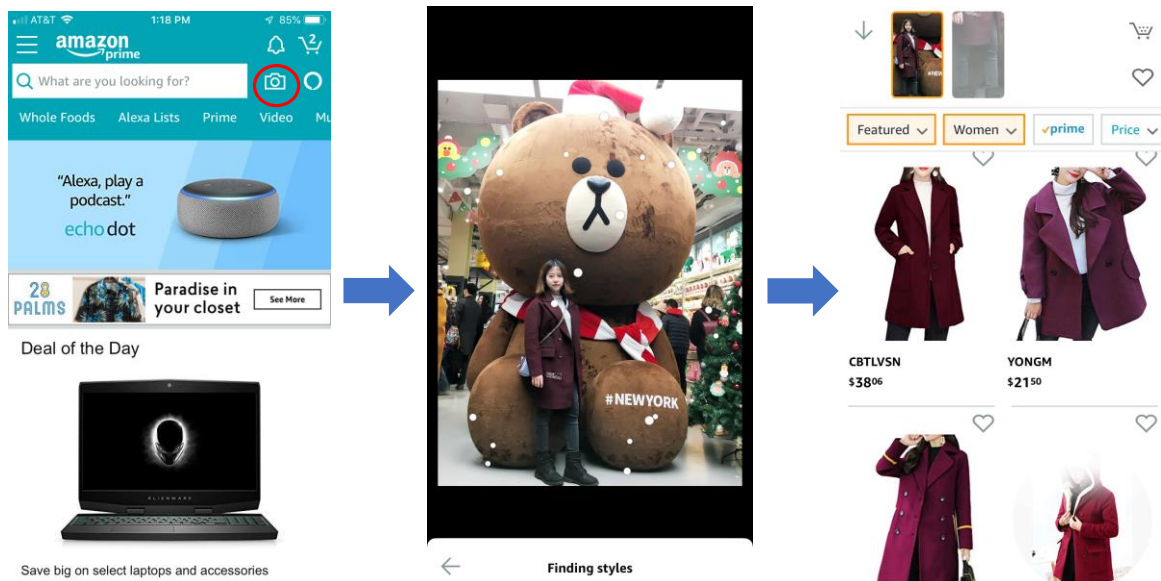 AT&T 1:18 PM 85%
amazon prime 2
What are you looking for?
Whole Foods Alexa Lists Prime Video Mu
“Alexa, play a
podcast.”
echo dot
28 PALMS
Paradise in
your closet
See More
Deal of the Day
ALIENWARE
Save big on select laptops and accessories
#NEWYORK
Finding styles
Featured Women prime Price
CBTLVSN
$38 06
YONGM
$21 50